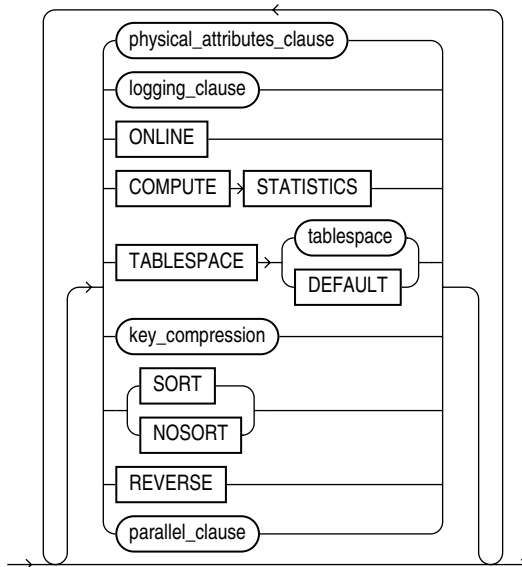 physical_attributes_clause
logging_clause
ONLINE
COMPUTE STATISTICS
tablespace
TABLESPACE
DEFAULT
key_compression
SORT
NOSORT
REVERSE
parallel_clause